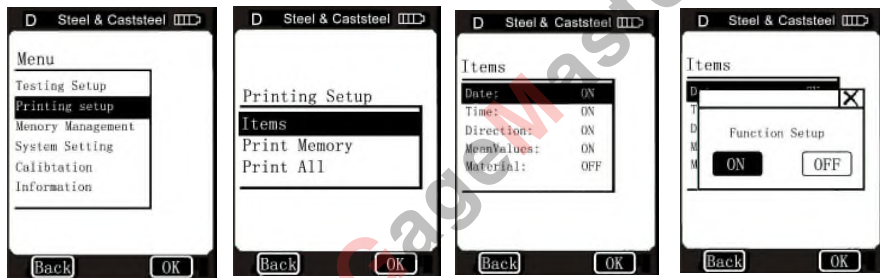 D Steel & Caststeel
Menu
Testing Setup
Printing setup
Menory Management
System Setting
Calibtation
Information
Back OK
D Steel & Caststeel
Printing Setup
Items
Print Memory
Print All
Back OK
D Steel & Caststeel
Items
Date: ON
Time: ON
Direction: ON
MeanValues: ON
Material: OFF
Back OK
D Steel & Caststeel
Items
D
T
D
M
M
Function Setup
ON OFF
Back OK
GageMas